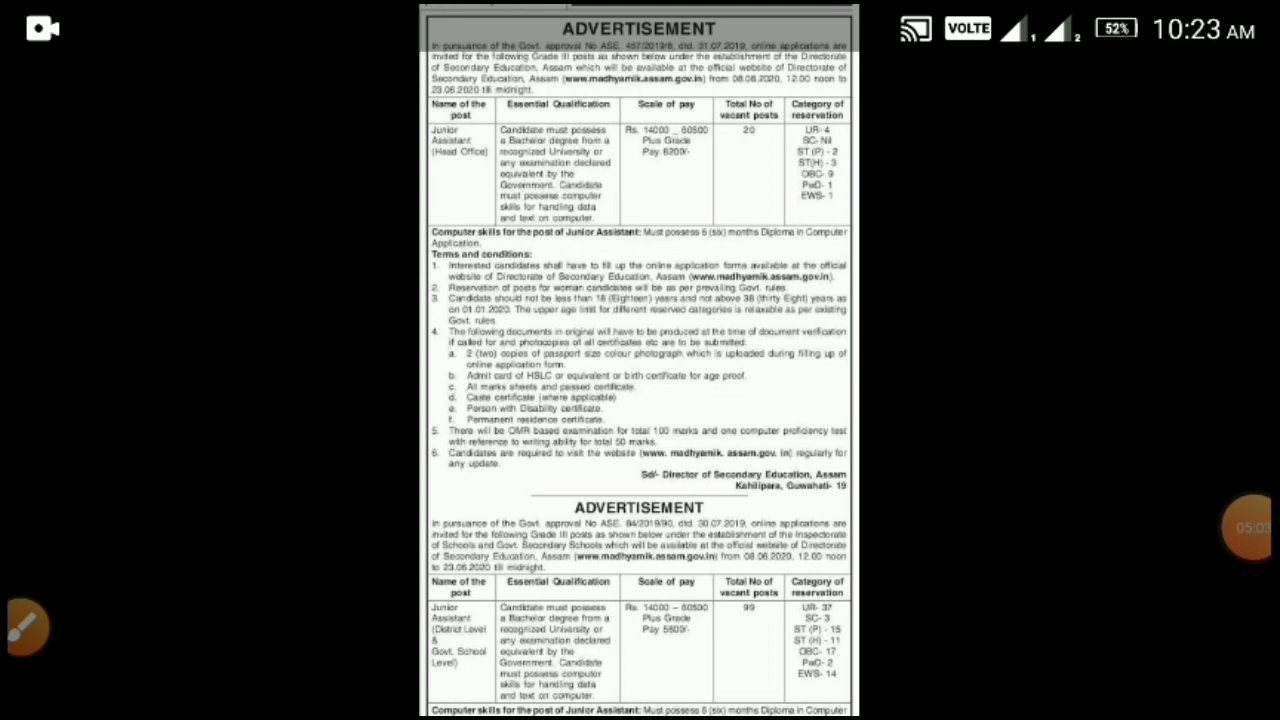 VOLTE 1 2 52% 10:23 AM
ADVERTISEMENT
In pursuance of the Govt. approval No ASE. 457/2019/8, dtd. 31.07.2019, online applications are
invited for the following Grade III posts as shown below under the establishment of the Directorate
of Secondary Education, Assam which will be available at the official website of Directorate of
Secondary Education, Assam (www.madhyamik.assam.gov.in) from 08.06.2020, 12.00 noon to
23.06.2020 till midnight.
Name of the post Essential Qualification Scale of pay Total No of vacant posts Category of reservation
Junior Assistant (Head Office)
Candidate must possess
a Bachelor degree from a
recognized University or
any examination declared
equivalent by the
Government. Candidate
must possess computer
skills for handling data
and text on computer.
Rs. 14000 _ 60500
Plus Grade
Pay 6200/-
20
UR- 4
SC- Nil
ST (P) - 2
ST(H) - 3
OBC- 9
PwD- 1
EWS- 1
Computer skills for the post of Junior Assistant: Must possess 6 (six) months Diploma in Computer
Application.
Terms and conditions:
1. Interested candidates shall have to fill up the online application forms available at the official
website of Directorate of Secondary Education, Assam (www.madhyamik.assam.gov.in).
2. Reservation of posts for woman candidates will be as per prevailing Govt. rules.
3. Candidate should not be less than 18 (Eighteen) years and not above 38 (thirty Eight) years as
on 01.01.2020. The upper age limit for different reserved categories is relaxable as per existing
Govt. rules.
4. The following documents in original will have to be produced at the time of document verification
if called for and photocopies of all certificates etc are to be submitted:
a. 2 (two) copies of passport size colour photograph which is uploaded during filling up of
online application form.
b. Admit card of HSLC or equivalent or birth certificate for age proof.
c. All marks sheets and passed certificate.
d. Caste certificate (where applicable)
e. Person with Disability certificate.
f. Permanent residence certificate.
5. There will be OMR based examination for total 100 marks and one computer proficiency test
with reference to writing ability for total 50 marks.
6. Candidates are required to visit the website (www. madhyamik. assam.gov. in) regularly for
any update.
Sd/- Director of Secondary Education, Assam
Kahilipara, Guwahati- 19
ADVERTISEMENT
In pursuance of the Govt. approval No ASE. 84/2019/90, dtd. 30.07.2019, online applications are
invited for the following Grade III posts as shown below under the establishment of the Inspectorate
of Schools and Govt. Secondary Schools which will be available at the official website of Directorate
of Secondary Education, Assam (www.madhyamik.assam.gov.in) from 08.06.2020, 12.00 noon
to 23.06.2020 till midnight.
Name of the post Essential Qualification Scale of pay Total No of vacant posts Category of reservation
Junior
Assistant
(District Level
&
Govt. School
Level)
Candidate must possess
a Bachelor degree from a
recognized University or
any examination declared
equivalent by the
Government. Candidate
must possess computer
skills for handling data
and text on computer.
Rs. 14000 – 60500
Plus Grade
Pay 5600/-
99
UR- 37
SC- 3
ST (P) - 15
ST (H) - 11
OBC- 17
PwD- 2
EWS- 14
Computer skills for the post of Junior Assistant: Must possess 6 (six) months Diploma in Computer
05:03